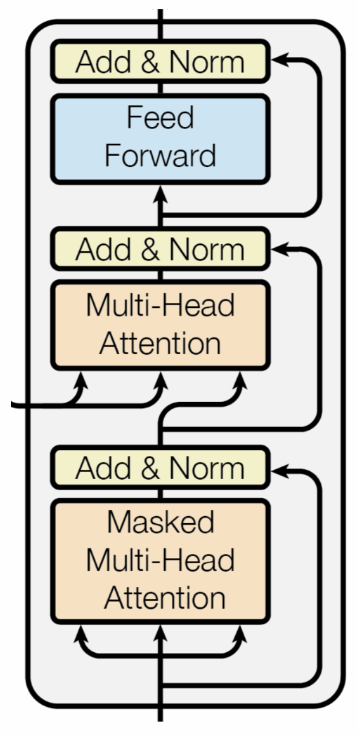 Add & Norm
Feed
Forward
Add & Norm
Multi-Head
Attention
Add & Norm
Masked
Multi-Head
Attention